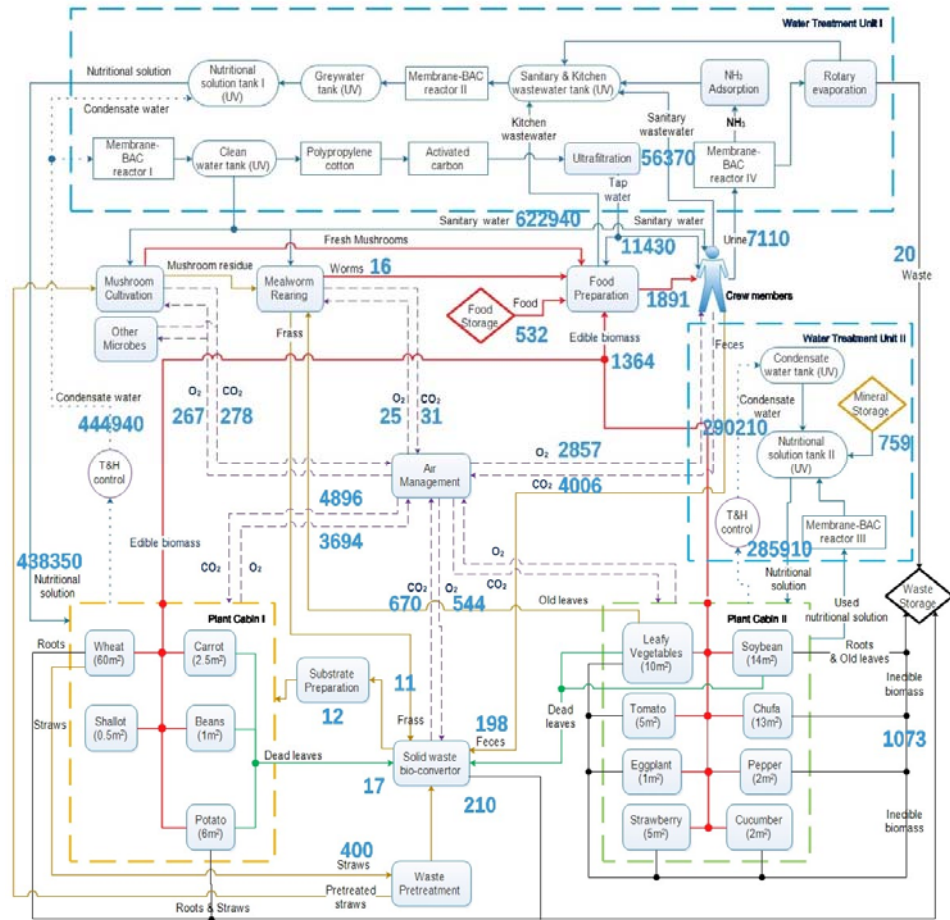 Water Treatment Unit I
Nutritional solution
Nutritional
solution tank I
(UV)
Greywater
tank (UV)
Membrane-BAC
reactor II
Sanitary & Kitchen
wastewater tank (UV)
NH₃
Adsorption
Rotary
evaporation
Condensate water
Kitchen
wastewater
Sanitary
wastewater
NH₃
Membrane-BAC
reactor I
Clean
water tank (UV)
Polypropylene
cotton
Activated
carbon
Ultrafiltration
56370
Membrane-BAC
reactor IV
Tap
water
Sanitary water
622940
Sanitary water
Urine
7110
Fresh Mushrooms
11430
20
Waste
Mushroom
Cultivation
Mushroom residue
Mealworm
Rearing
Worms
16
Food
Preparation
1891
Crew members
Food
Storage
Food
532
Other
Microbes
Frass
Edible biomass
1364
Feces
Water Treatment Unit II
Condensate
water tank (UV)
O₂
CO₂
O₂
CO₂
Condensate water
267
278
25
31
444940
Condensate
water
Mineral
Storage
290210
759
Nutritional
solution tank II
(UV)
T&H
control
Air
Management
O₂
2857
CO₂
4006
4896
3694
T&H
control
Membrane-BAC
reactor III
285910
Edible biomass
438350
Nutritional
solution
CO₂
O₂
CO₂
O₂
670
544
O₂
CO₂
Nutritional
solution
Used
nutritional solution
Waste
Storage
Old leaves
Plant Cabin I
Plant Cabin II
Roots
Wheat
(60m²)
Carrot
(2.5m²)
Substrate
Preparation
11
12
Leafy
Vegetables
(10m²)
Soybean
(14m²)
Roots
& Old leaves
Inedible
biomass
Straws
Shallot
(0.5m²)
Beans
(1m²)
Frass
198
Feces
Dead
leaves
Dead
leaves
Tomato
(5m²)
Chufa
(13m²)
1073
Dead leaves
Solid waste
bio-convertor
17
210
Eggplant
(1m²)
Pepper
(2m²)
Inedible
biomass
Potato
(6m²)
Strawberry
(5m²)
Cucumber
(2m²)
400
Straws
Waste
Pretreatment
Pretreated
straws
Roots & Straws